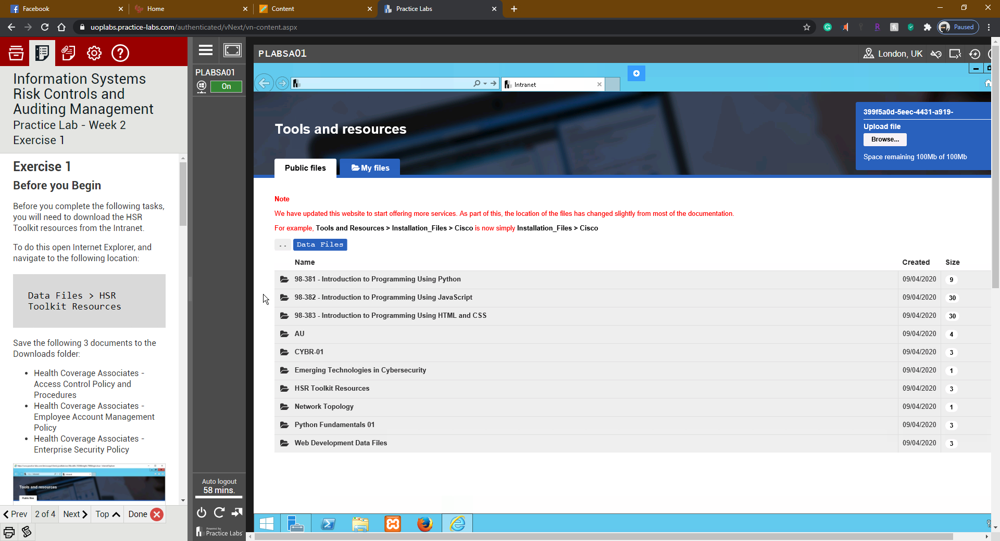 Facebook
Home
Content
Practice Labs
uoplabs.practice-labs.com/authenticated/vNext/vn-content.aspx
Paused
Information Systems
Risk Controls and
Auditing Management
Practice Lab - Week 2
Exercise 1
Exercise 1
Before you Begin
Before you complete the following tasks,
you will need to download the HSR
Toolkit resources from the Intranet.
To do this open Internet Explorer, and
navigate to the following location:
Data Files > HSR
Toolkit Resources
Save the following 3 documents to the
Downloads folder:
• Health Coverage Associates -
Access Control Policy and
Procedures
• Health Coverage Associates -
Employee Account Management
Policy
• Health Coverage Associates -
Enterprise Security Policy
Tools and resources
Public files
Prev
2 of 4
Next
Top
Done
PLABSA01
On
Auto logout
58 mins.
Powered by
Practice Labs
PLABSA01
London, UK
Intranet
Tools and resources
399f5a0d-5eec-4431-a919-
Upload file
Browse...
Space remaining 100Mb of 100Mb
Public files
My files
Note
We have updated this website to start offering more services. As part of this, the location of the files has changed slightly from most of the documentation.
For example, Tools and Resources > Installation_Files > Cisco is now simply Installation_Files > Cisco
.. Data Files
Name Created Size
98-381 - Introduction to Programming Using Python 09/04/2020 9
98-382 - Introduction to Programming Using JavaScript 09/04/2020 30
98-383 - Introduction to Programming Using HTML and CSS 09/04/2020 30
AU 09/04/2020 4
CYBR-01 09/04/2020 3
Emerging Technologies in Cybersecurity 09/04/2020 1
HSR Toolkit Resources 09/04/2020 3
Network Topology 09/04/2020 1
Python Fundamentals 01 09/04/2020 3
Web Development Data Files 09/04/2020 3